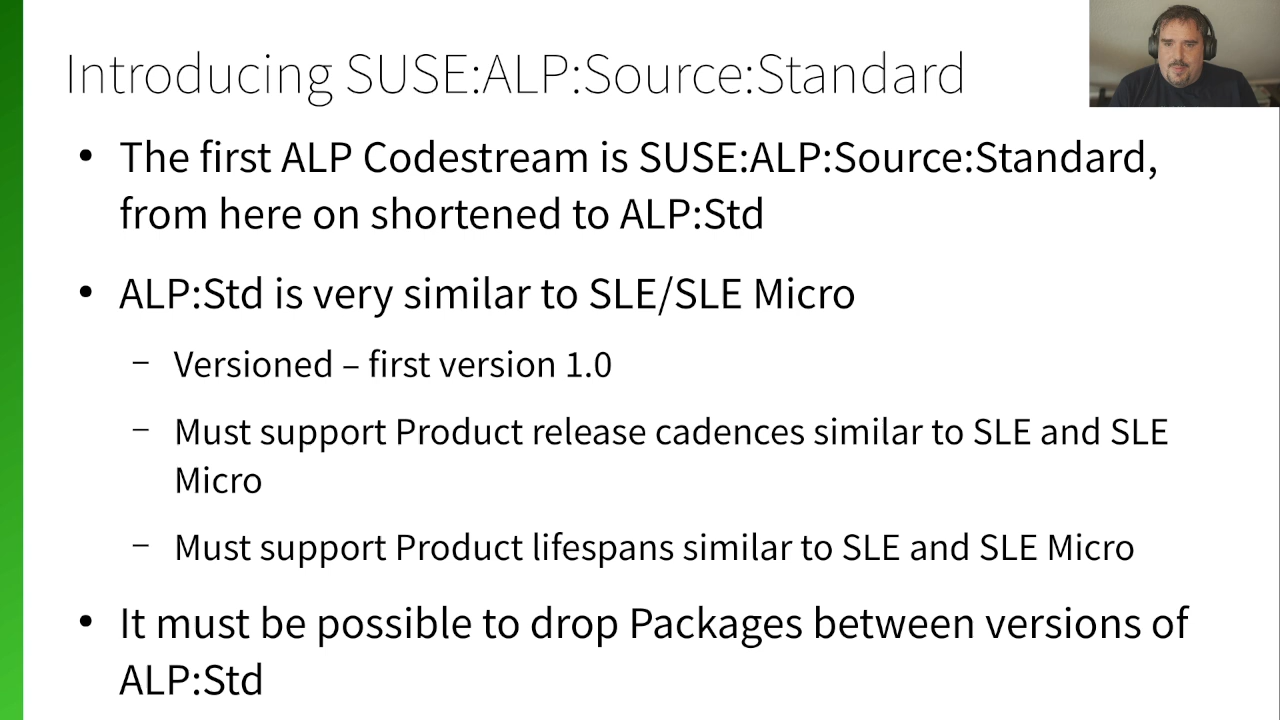 Introducing SUSE:ALP:Source:Standard
• The first ALP Codestream is SUSE:ALP:Source:Standard,
from here on shortened to ALP:Std
• ALP:Std is very similar to SLE/SLE Micro
– Versioned – first version 1.0
– Must support Product release cadences similar to SLE and SLE
Micro
– Must support Product lifespans similar to SLE and SLE Micro
• It must be possible to drop Packages between versions of
ALP:Std